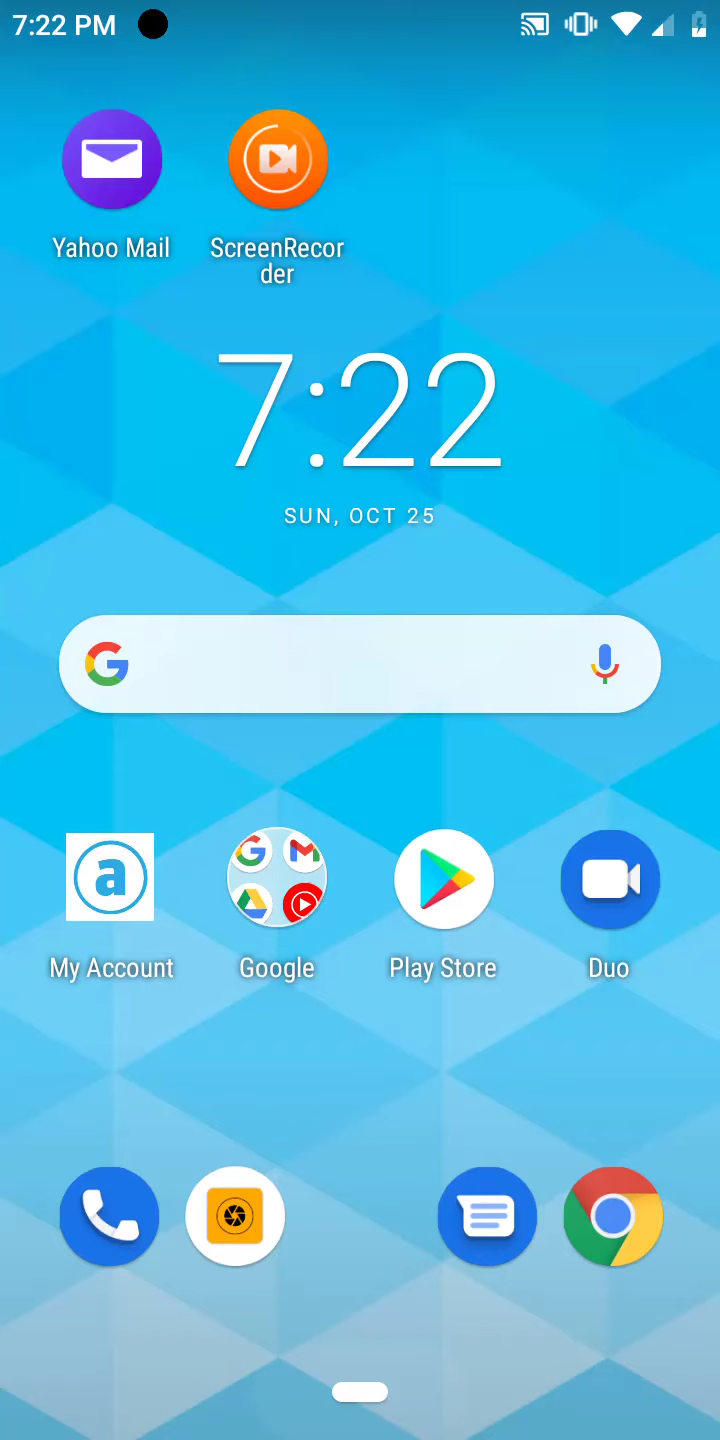 7:22 PM
Yahoo Mail
ScreenRecor
der
7:22
SUN, OCT 25
a
My Account
Google
Play Store
Duo